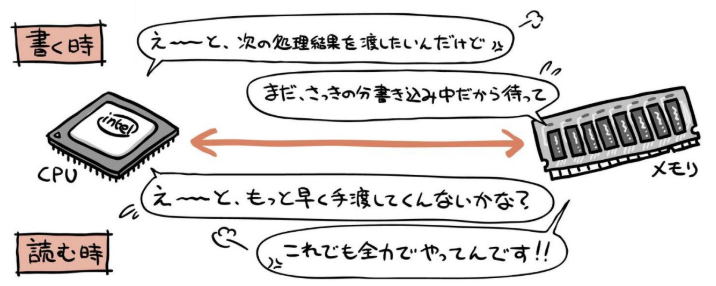 書く時
え〜〜と、次の処理結果を渡したいんだけど
まだ、さっきの分書き込み中だから待って
intel
CPU
メモリ
え〜〜と、もっと早く手渡してくんないかな?
読む時
これでも全力でやってんです!!